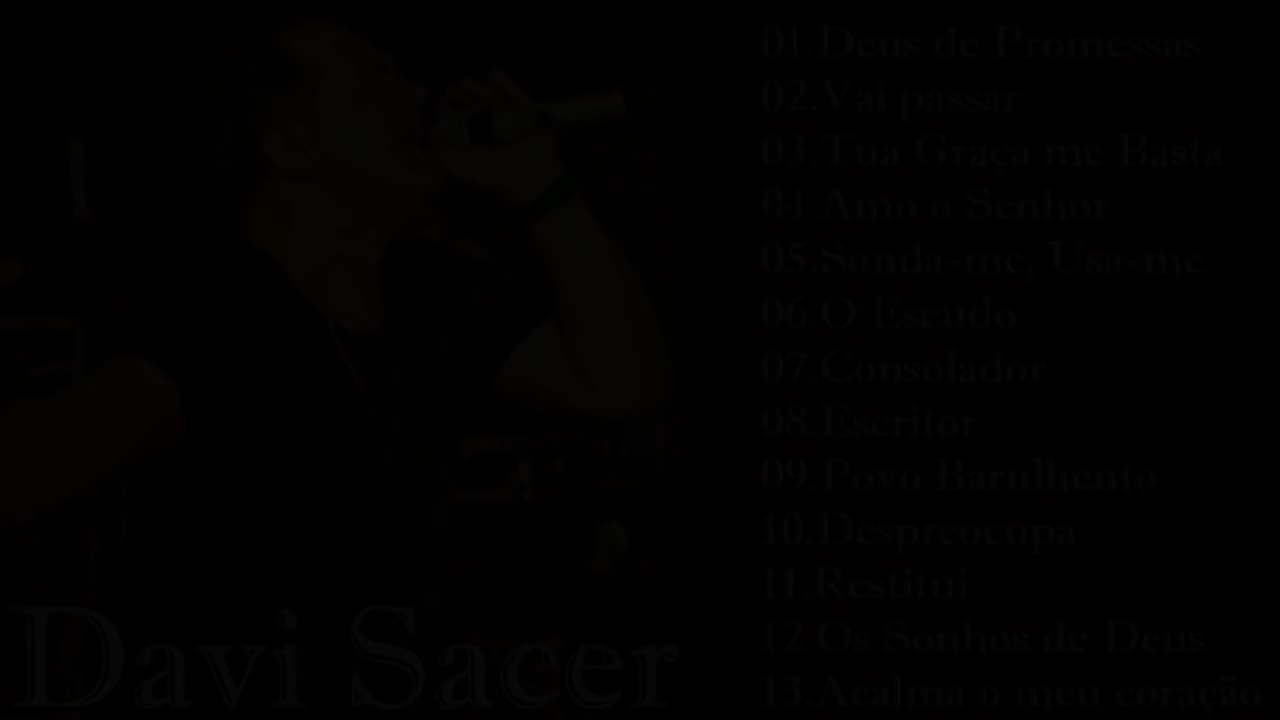 01 Deus de Promessas
02.Vai passar
03.Tua Graça me Basta
04.Amo o Senhor
05.Sonda-me, Usa-me
06.O Escudo
07.Consolador
08.Escritor
09.Povo Barulhento
10.Despreocupa
11.Restitui
12.Os Sonhos de Deus
13.Acalma o meu coração
Davi Sacer